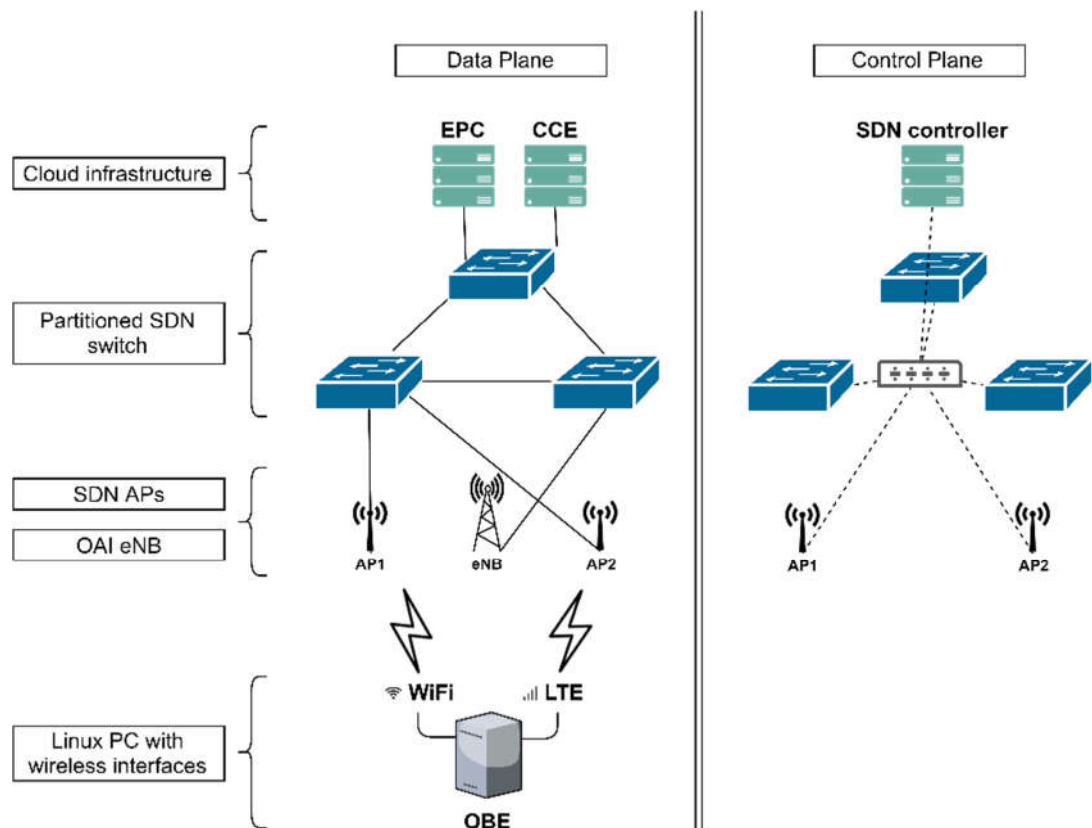 Data Plane
Control Plane
EPC
CCE
SDN controller
Cloud infrastructure
Partitioned SDN
switch
SDN APs
OAI eNB
AP1
eNB
AP2
AP1
AP2
WiFi
LTE
Linux PC with
wireless interfaces
OBE